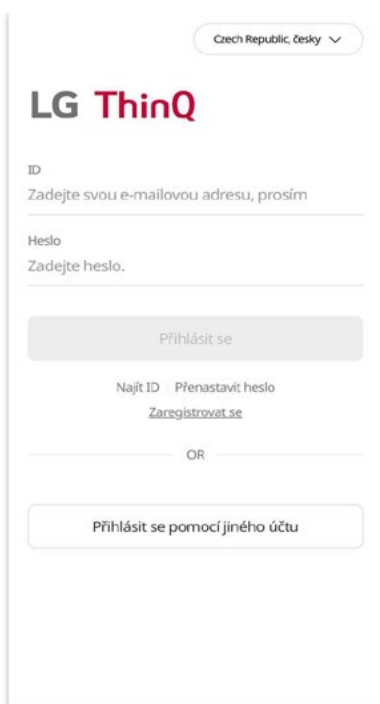 Czech Republic, česky
LG ThinQ
ID
Zadejte svou e-mailovou adresu, prosím
Heslo
Zadejte heslo.
Přihlásit se
Najít ID | Přenastavit heslo
Zaregistrovat se
OR
Přihlásit se pomocí jiného účtu